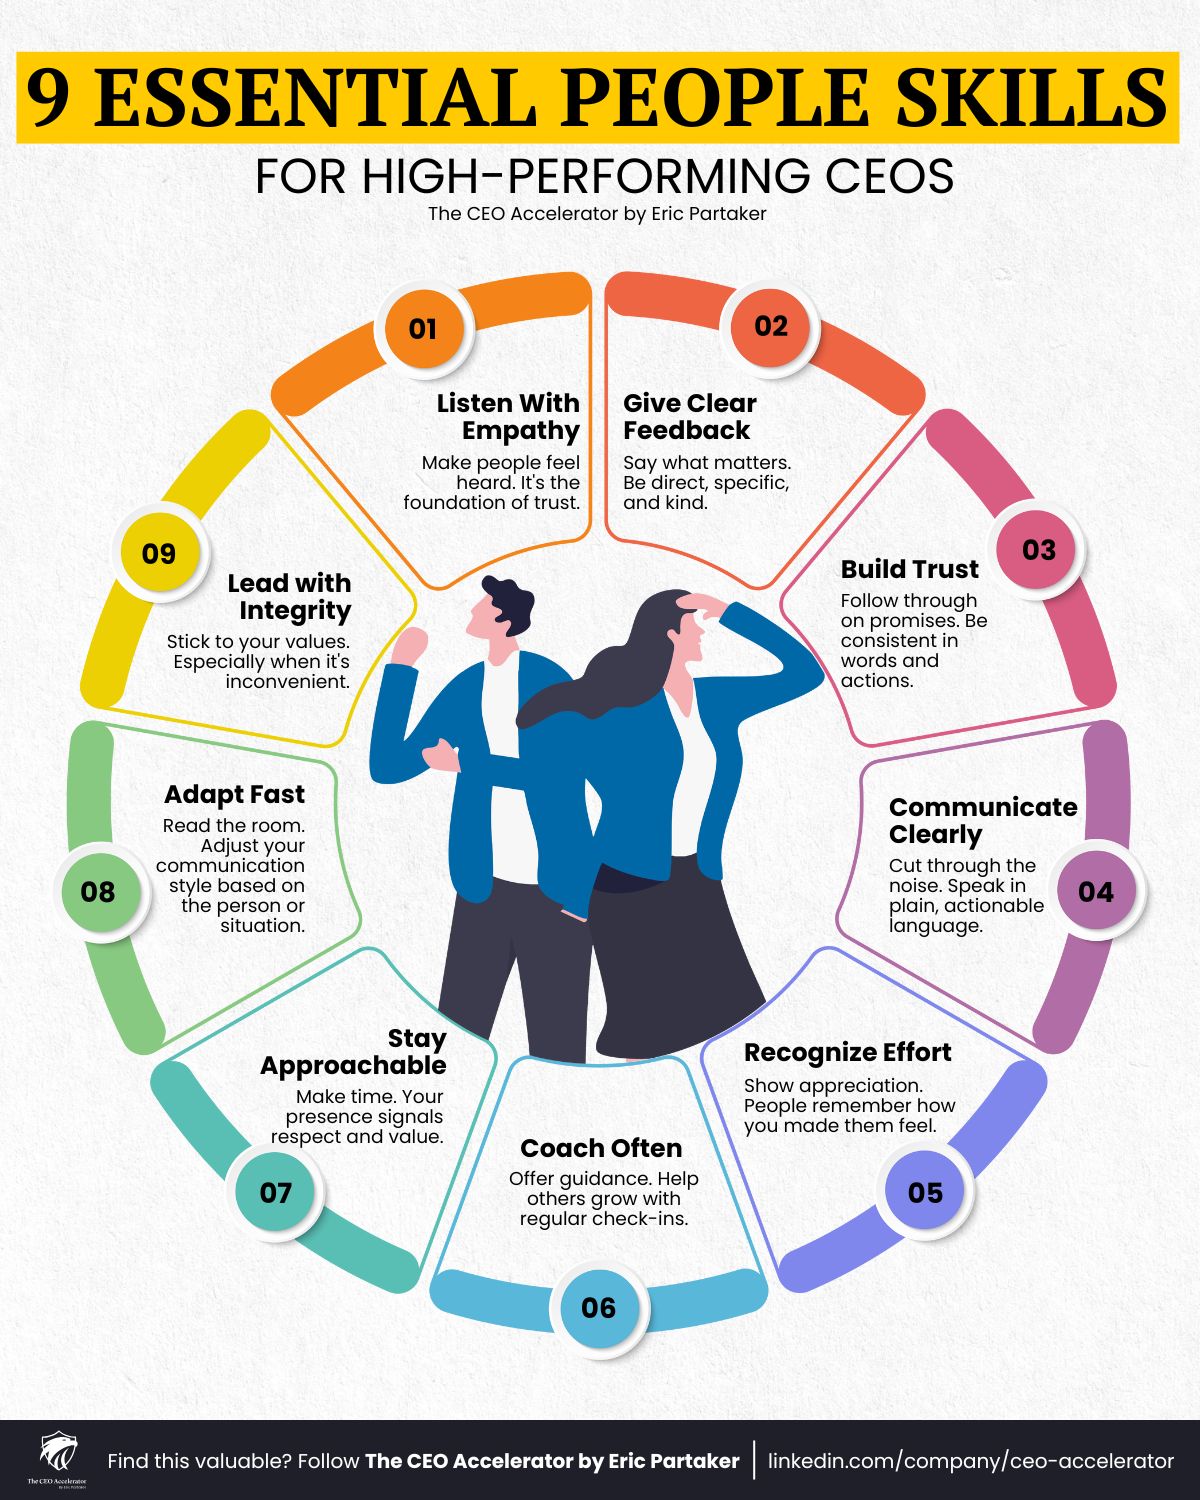 9 ESSENTIAL PEOPLE SKILLS
FOR HIGH-PERFORMING CEOS
The CEO Accelerator by Eric Partaker
01
Listen With
Empathy
Make people feel
heard. It's the
foundation of trust.
02
Give Clear
Feedback
Say what matters.
Be direct, specific,
and kind.
03
Build Trust
Follow through
on promises. Be
consistent in
words and
actions.
04
Communicate
Clearly
Cut through the
noise. Speak in
plain, actionable
language.
05
Recognize Effort
Show appreciation.
People remember how
you made them feel.
06
Coach Often
Offer guidance. Help
others grow with
regular check-ins.
07
Stay
Approachable
Make time. Your
presence signals
respect and value.
08
Adapt Fast
Read the room.
Adjust your
communication
style based on
the person or
situation.
09
Lead with
Integrity
Stick to your values.
Especially when it's
inconvenient.
The CEO Accelerator
By Eric Partaker
Find this valuable? Follow The CEO Accelerator by Eric Partaker | linkedin.com/company/ceo-accelerator